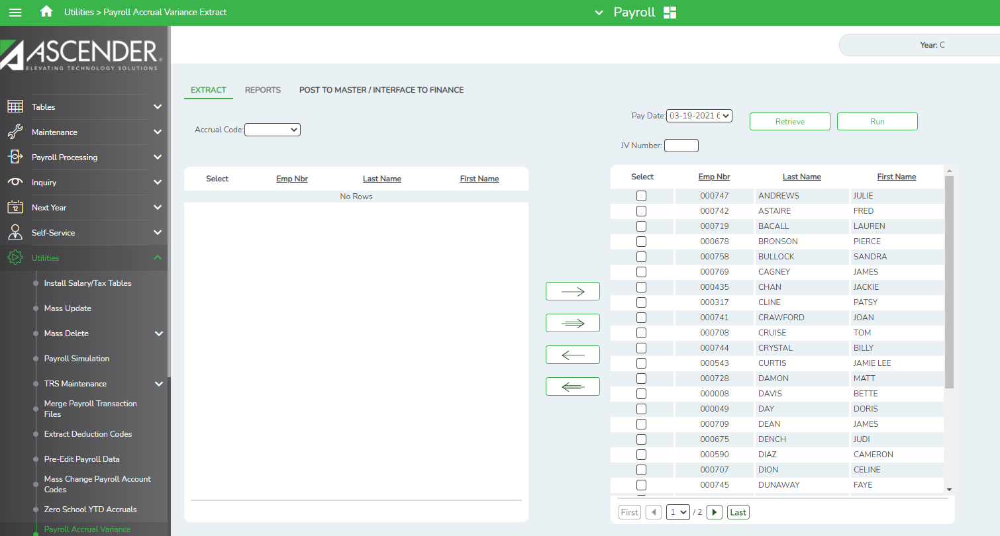 Utilities > Payroll Accrual Variance Extract
Payroll
ASCENDER
ELEVATING TECHNOLOGY SOLUTIONS
Year: C
Tables
Maintenance
Payroll Processing
Inquiry
12
Next Year
Self-Service
Utilities
Install Salary/Tax Tables
Mass Update
Mass Delete
Payroll Simulation
TRS Maintenance
Merge Payroll Transaction
Files
Extract Deduction Codes
Pre-Edit Payroll Data
Mass Change Payroll Account
Codes
Zero School YTD Accruals
Payroll Accrual Variance
EXTRACT REPORTS POST TO MASTER / INTERFACE TO FINANCE
Accrual Code:
Pay Date: 03-19-2021 6 Retrieve Run
JV Number:
Select Emp Nbr Last Name First Name
No Rows
Select Emp Nbr Last Name First Name
000747 ANDREWS JULIE
000742 ASTAIRE FRED
000719 BACALL LAUREN
000678 BRONSON PIERCE
000758 BULLOCK SANDRA
000769 CAGNEY JAMES
000435 CHAN JACKIE
000317 CLINE PATSY
000741 CRAWFORD JOAN
000708 CRUISE TOM
000744 CRYSTAL BILLY
000543 CURTIS JAMIE LEE
000728 DAMON MATT
000008 DAVIS BETTE
000049 DAY DORIS
000709 DEAN JAMES
000675 DENCH JUDI
000590 DIAZ CAMERON
000707 DION CELINE
000745 DUNAWAY FAYE
First 1 / 2 Last